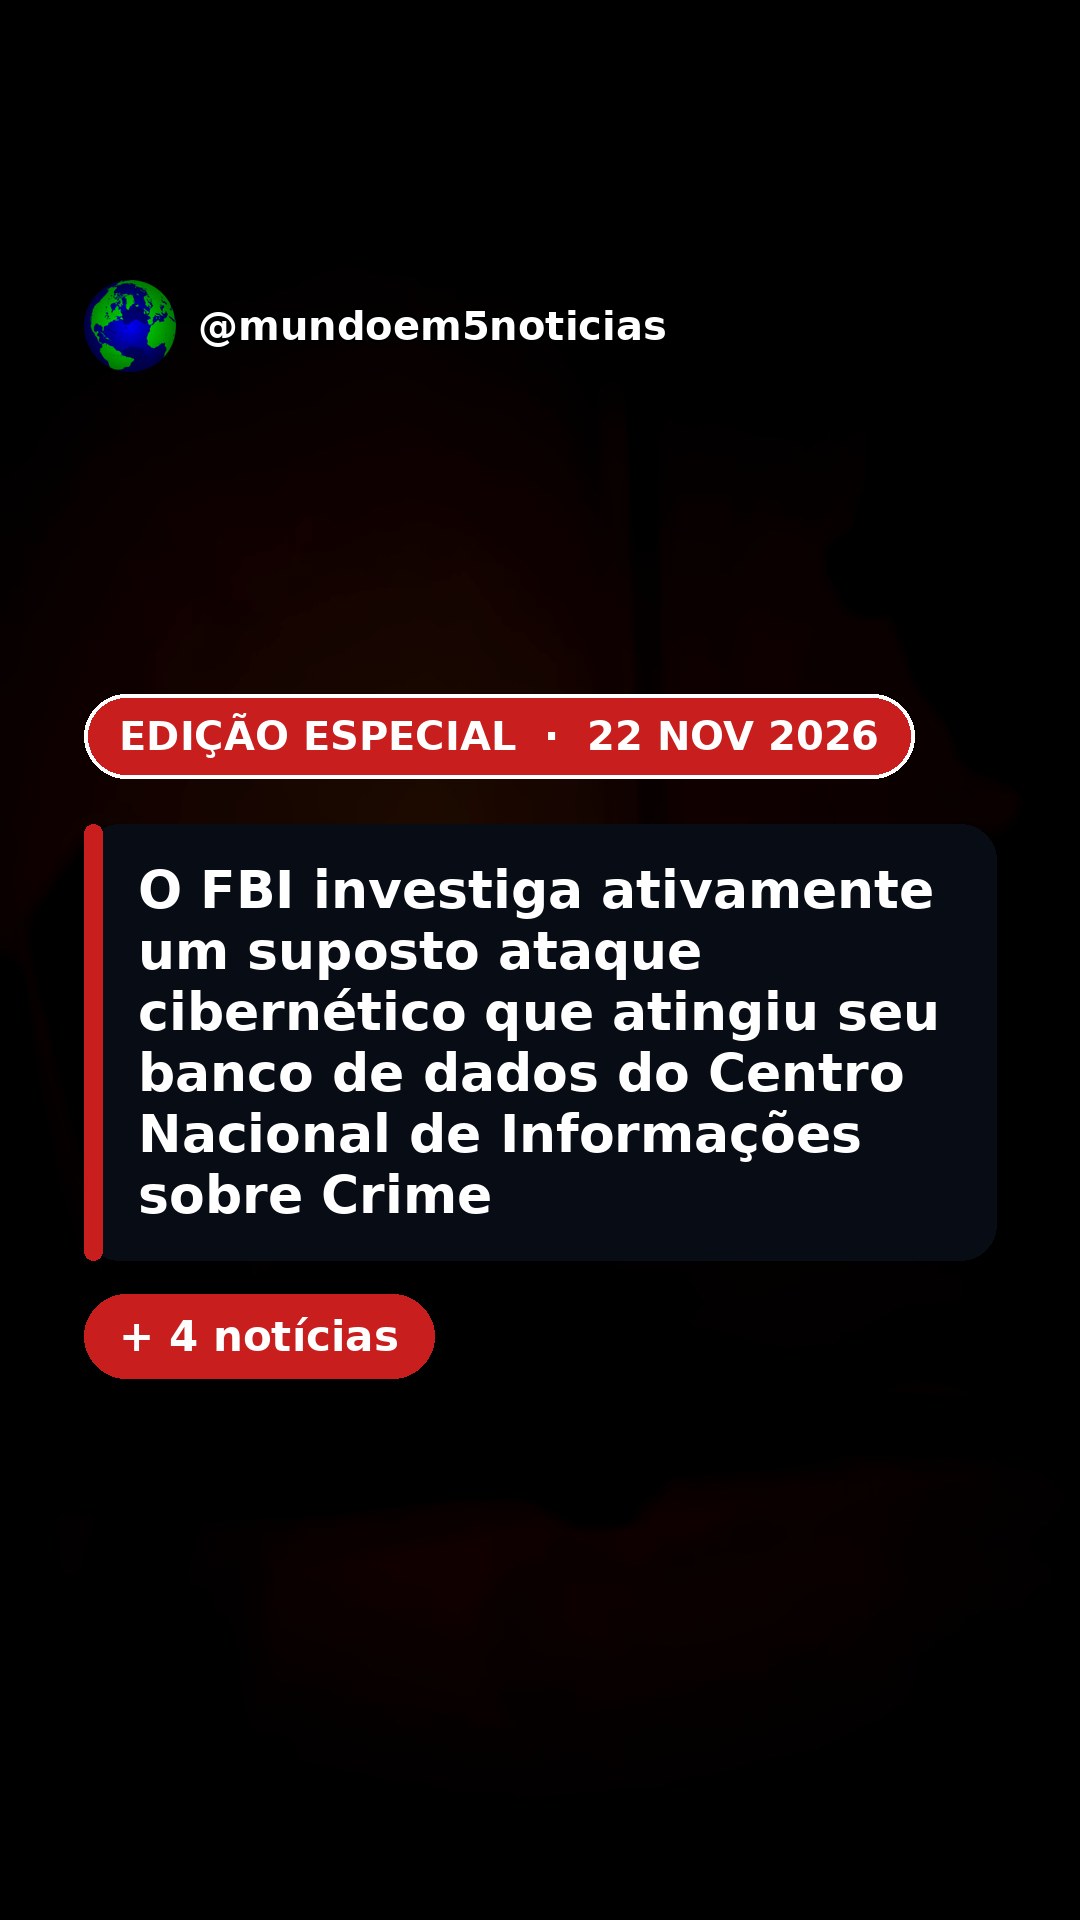 @mundoem5noticias
EDIÇÃO ESPECIAL · 22 NOV 2026
O FBI investiga ativamente
um suposto ataque
cibernético que atingiu seu
banco de dados do Centro
Nacional de Informações
sobre Crime
+ 4 notícias